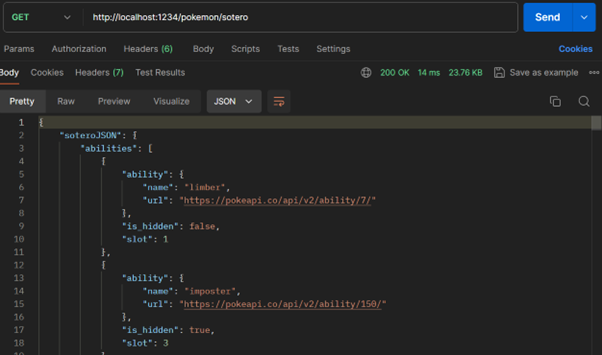 GET http://localhost:1234/pokemon/sotero Send
Params Authorization Headers (6) Body Scripts Tests Settings Cookies
Body Cookies Headers (7) Test Results 200 OK 14 ms 23.76 KB Save as example
Pretty Raw Preview Visualize JSON
1 {
2 "soteroJSON": {
3 "abilities": [
4 {
5 "ability": {
6 "name": "limber",
7 "url": "https://pokeapi.co/api/v2/ability/7/"
8 },
9 "is_hidden": false,
10 "slot": 1
11 },
12 {
13 "ability": {
14 "name": "imposter",
15 "url": "https://pokeapi.co/api/v2/ability/150/"
16 },
17 "is_hidden": true,
18 "slot": 3
19 }